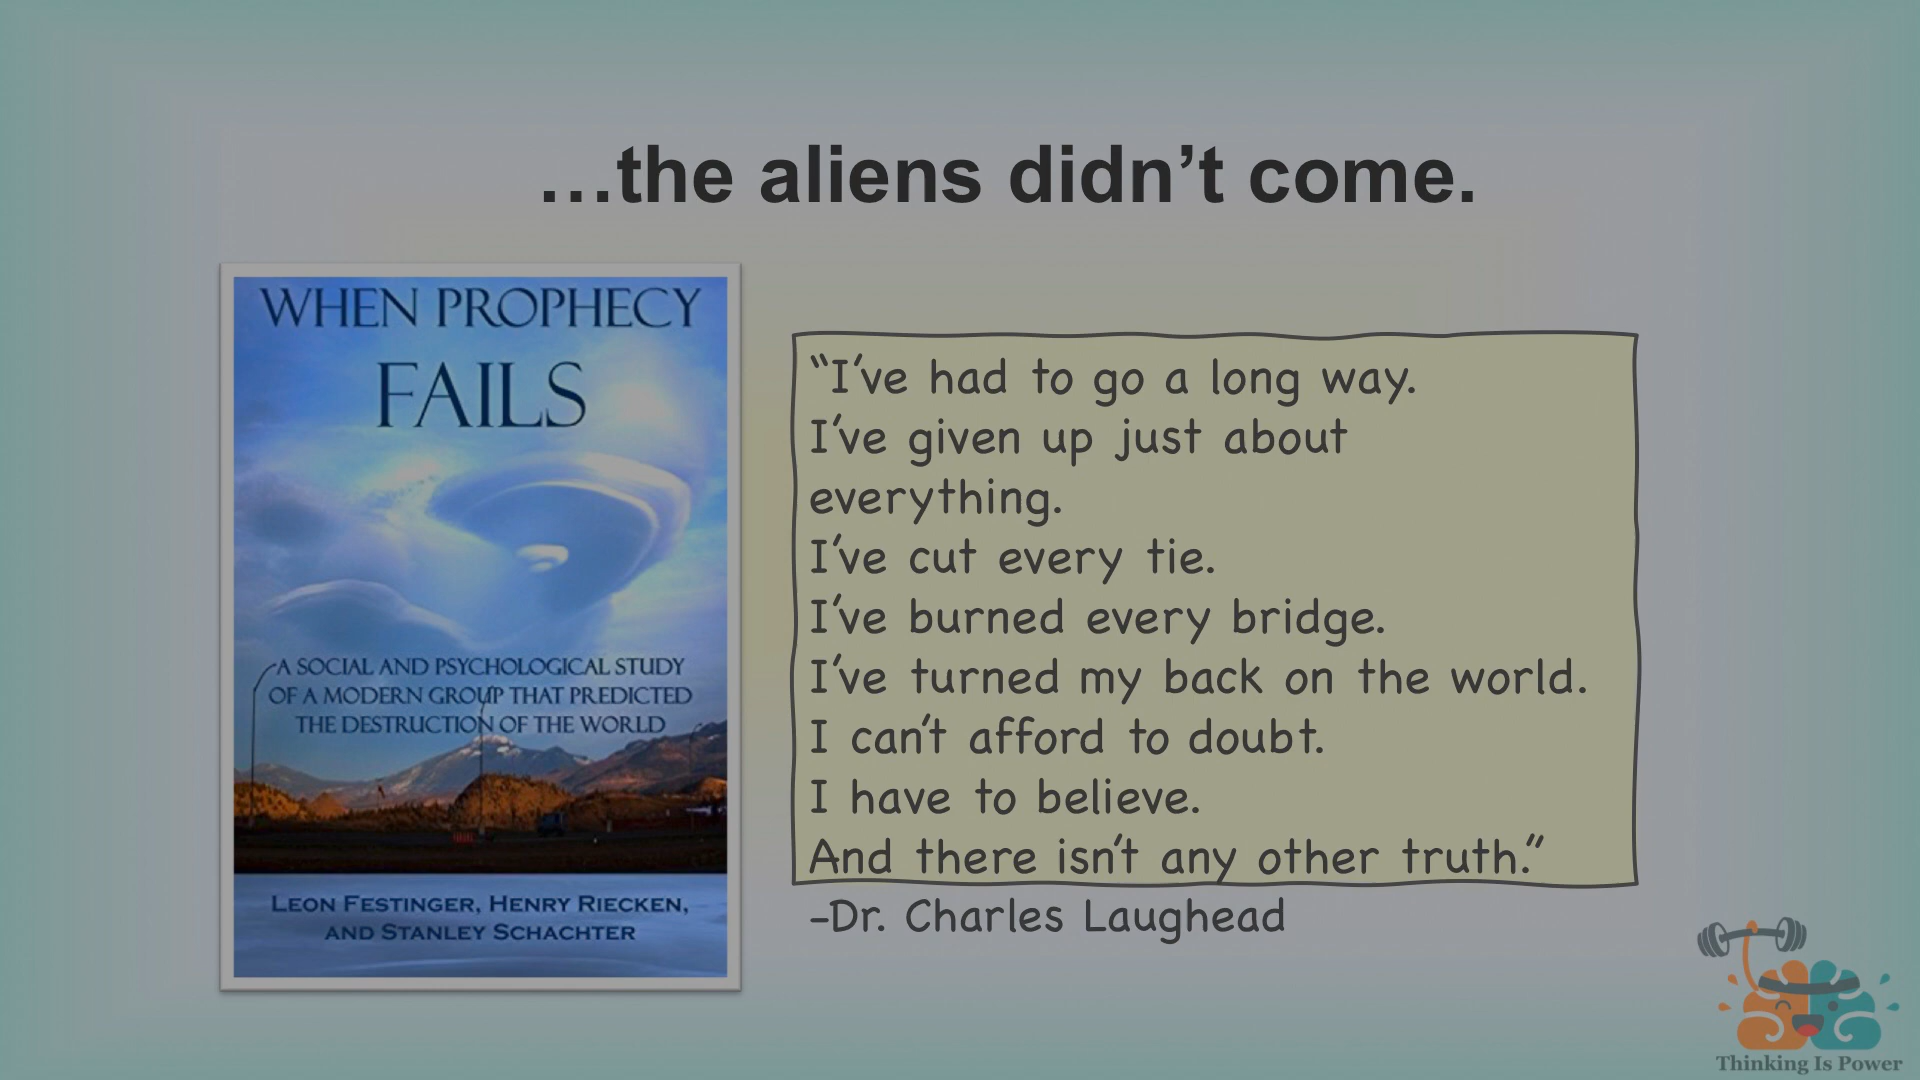 …the aliens didn’t come.
WHEN PROPHECY
FAILS
A SOCIAL AND PSYCHOLOGICAL STUDY
OF A MODERN GROUP THAT PREDICTED
THE DESTRUCTION OF THE WORLD
LEON FESTINGER, HENRY RIECKEN,
AND STANLEY SCHACHTER
“I’ve had to go a long way.
I’ve given up just about
everything.
I’ve cut every tie.
I’ve burned every bridge.
I’ve turned my back on the world.
I can’t afford to doubt.
I have to believe.
And there isn’t any other truth.”
–Dr. Charles Laughead
Thinking Is Power